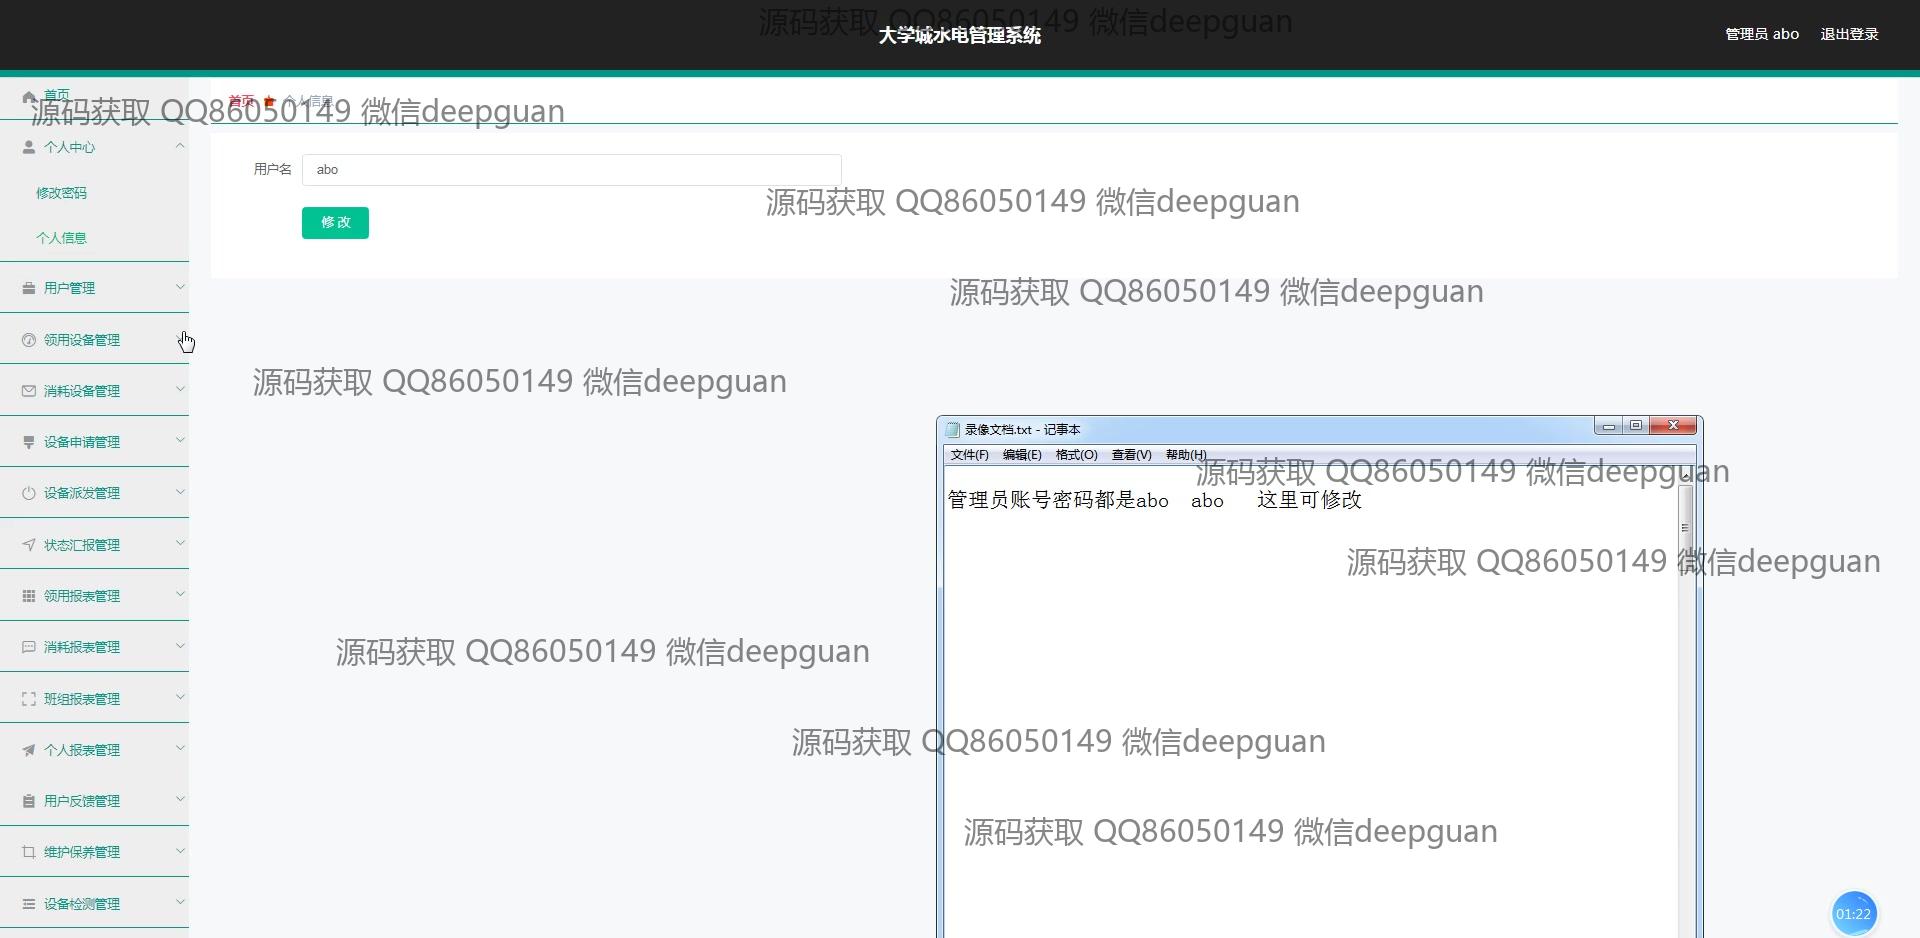 源码获取 QQ86050149 微信deepguan
大学城水电管理系统
管理员 abo
退出登录
首页
首页 个人信息
源码获取 QQ86050149 微信deepguan
个人中心
用户名 abo
修改密码
源码获取 QQ86050149 微信deepguan
修 改
个人信息
用户管理
源码获取 QQ86050149 微信deepguan
领用设备管理
源码获取 QQ86050149 微信deepguan
消耗设备管理
录像文档.txt - 记事本
设备申请管理
文件(F) 编辑(E) 格式(O) 查看(V) 帮助(H)
源码获取 QQ86050149 微信deepguan
设备派发管理
管理员账号密码都是abo abo 这里可修改
状态汇报管理
源码获取 QQ86050149 微信deepguan
领用报表管理
消耗报表管理
源码获取 QQ86050149 微信deepguan
班组报表管理
个人报表管理
源码获取 QQ86050149 微信deepguan
用户反馈管理
源码获取 QQ86050149 微信deepguan
维护保养管理
设备检测管理
01:22